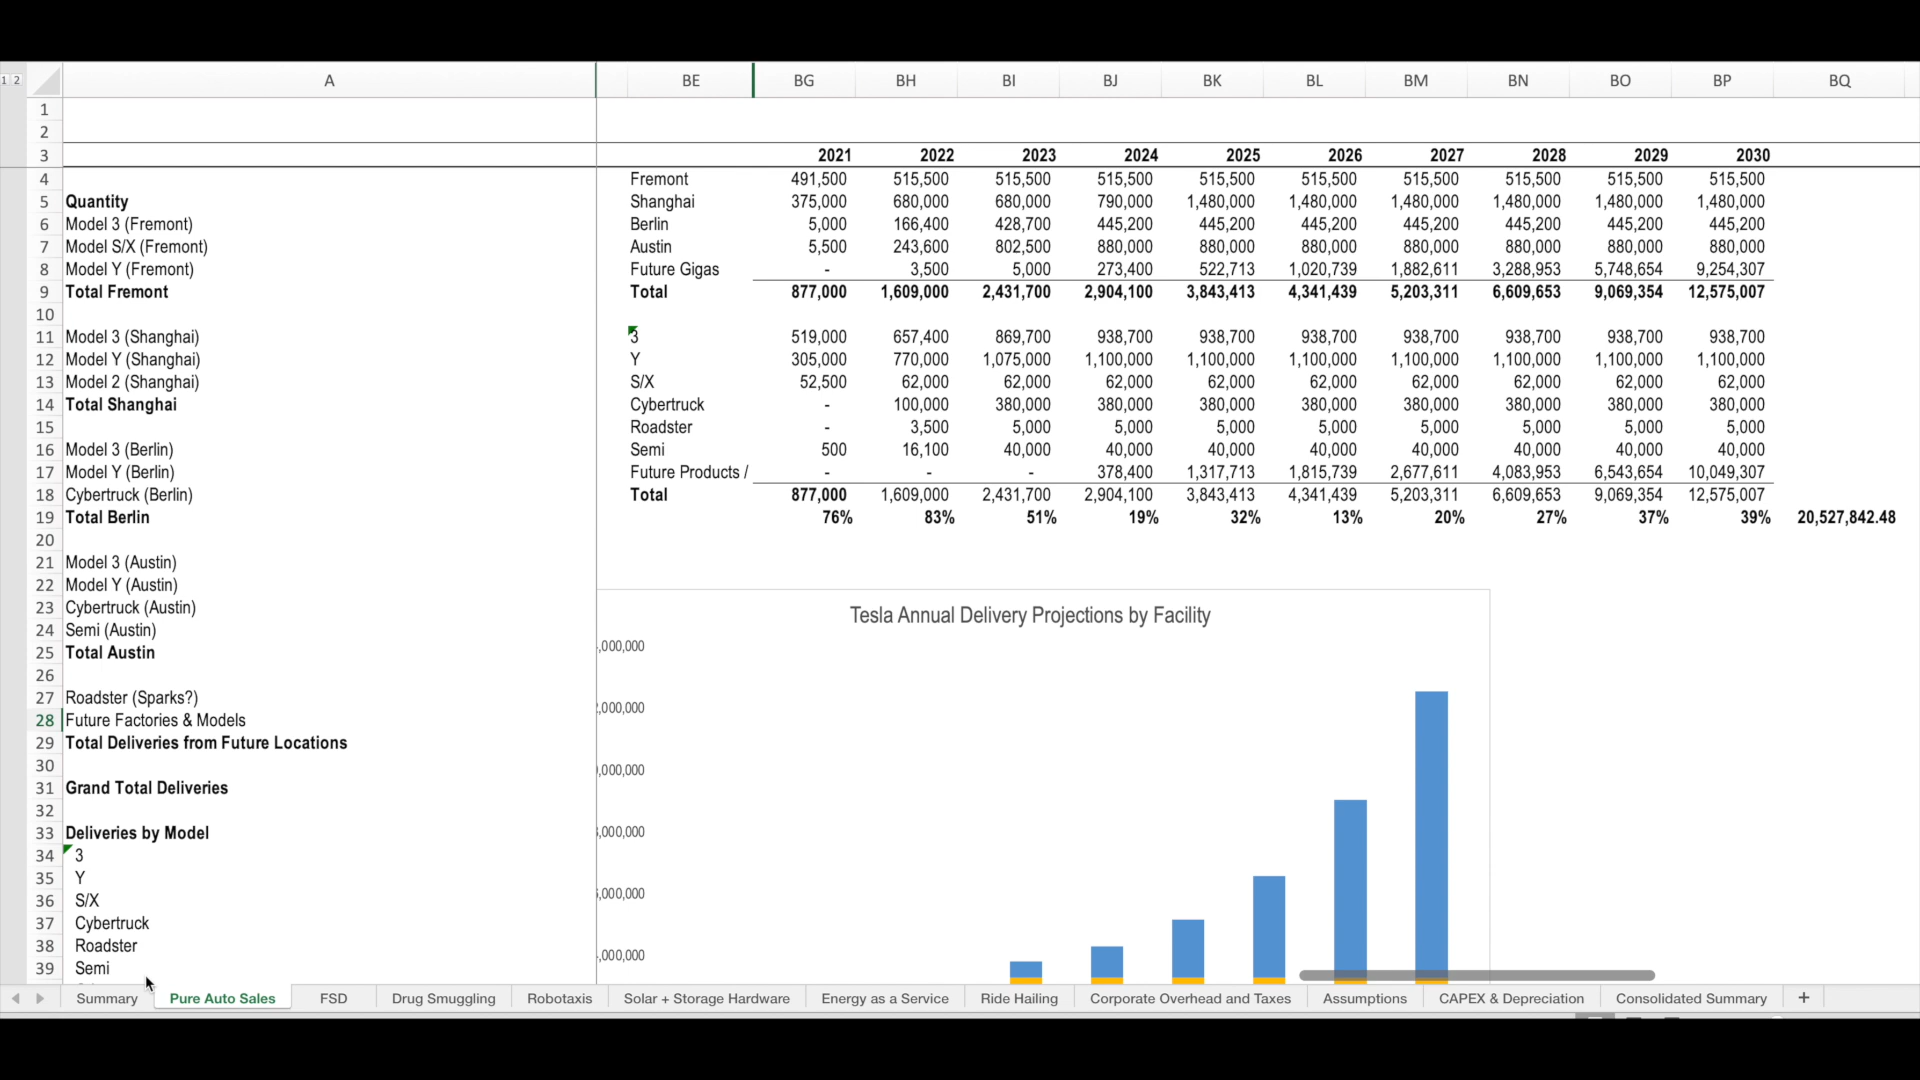 1 2 A BE BG BH BI BJ BK BL BM BN BO BP BQ
1
2
3 2021 2022 2023 2024 2025 2026 2027 2028 2029 2030
4 Fremont 491,500 515,500 515,500 515,500 515,500 515,500 515,500 515,500 515,500 515,500
5 Quantity Shanghai 375,000 680,000 680,000 790,000 1,480,000 1,480,000 1,480,000 1,480,000 1,480,000 1,480,000
6 Model 3 (Fremont) Berlin 5,000 166,400 428,700 445,200 445,200 445,200 445,200 445,200 445,200 445,200
7 Model S/X (Fremont) Austin 5,500 243,600 802,500 880,000 880,000 880,000 880,000 880,000 880,000 880,000
8 Model Y (Fremont) Future Gigas - 3,500 5,000 273,400 522,713 1,020,739 1,882,611 3,288,953 5,748,654 9,254,307
9 Total Fremont Total 877,000 1,609,000 2,431,700 2,904,100 3,843,413 4,341,439 5,203,311 6,609,653 9,069,354 12,575,007
10
11 Model 3 (Shanghai) 3 519,000 657,400 869,700 938,700 938,700 938,700 938,700 938,700 938,700 938,700
12 Model Y (Shanghai) Y 305,000 770,000 1,075,000 1,100,000 1,100,000 1,100,000 1,100,000 1,100,000 1,100,000 1,100,000
13 Model 2 (Shanghai) S/X 52,500 62,000 62,000 62,000 62,000 62,000 62,000 62,000 62,000 62,000
14 Total Shanghai Cybertruck - 100,000 380,000 380,000 380,000 380,000 380,000 380,000 380,000 380,000
15 Roadster - 3,500 5,000 5,000 5,000 5,000 5,000 5,000 5,000 5,000
16 Model 3 (Berlin) Semi 500 16,100 40,000 40,000 40,000 40,000 40,000 40,000 40,000 40,000
17 Model Y (Berlin) Future Products / - - - 378,400 1,317,713 1,815,739 2,677,611 4,083,953 6,543,654 10,049,307
18 Cybertruck (Berlin) Total 877,000 1,609,000 2,431,700 2,904,100 3,843,413 4,341,439 5,203,311 6,609,653 9,069,354 12,575,007
19 Total Berlin 76% 83% 51% 19% 32% 13% 20% 27% 37% 39% 20,527,842.48
20
21 Model 3 (Austin)
22 Model Y (Austin)
23 Cybertruck (Austin) Tesla Annual Delivery Projections by Facility
24 Semi (Austin)
25 Total Austin ,000,000
26
27 Roadster (Sparks?) ,000,000
28 Future Factories & Models
29 Total Deliveries from Future Locations
30 ,000,000
31 Grand Total Deliveries
32
33 Deliveries by Model ,000,000
34 3
35 Y
36 S/X ,000,000
37 Cybertruck
38 Roadster ,000,000
39 Semi
Summary Pure Auto Sales FSD Drug Smuggling Robotaxis Solar + Storage Hardware Energy as a Service Ride Hailing Corporate Overhead and Taxes Assumptions CAPEX & Depreciation Consolidated Summary +